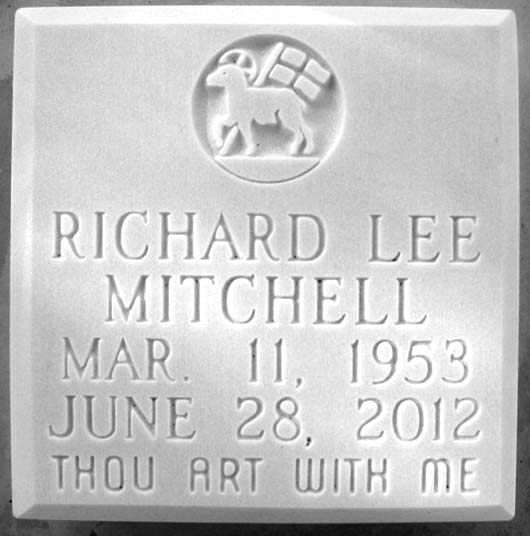 RICHARD LEE
MITCHELL
MAR. 11, 1953
JUNE 28, 2012
THOU ART WITH ME